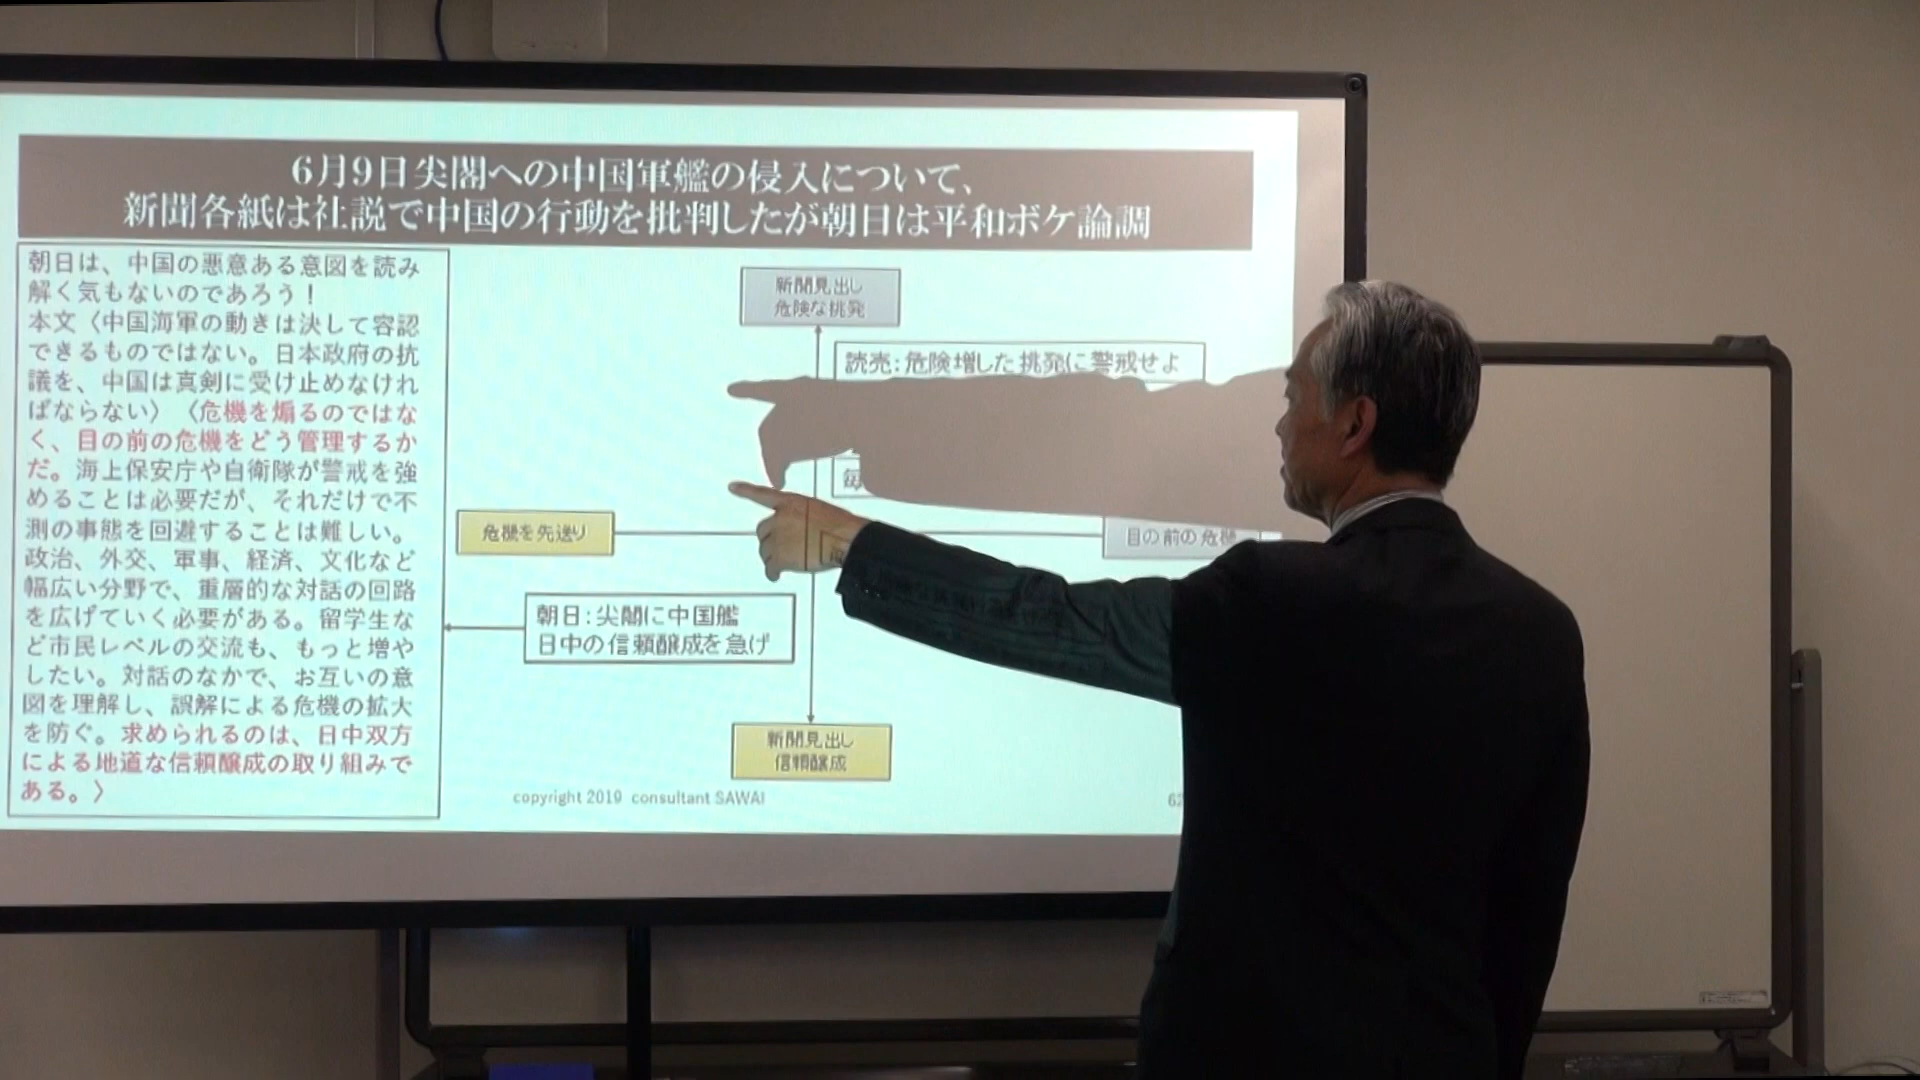 6月9日尖閣への中国軍艦の侵入について、
新聞各紙は社説で中国の行動を批判したが朝日は平和ボケ論調
朝日は、中国の悪意ある意図を読み
解く気もないのであろう！
本文〈中国海軍の動きは決して容認
できるものではない。日本政府の抗
議を、中国は真剣に受け止めなけれ
ばならない〉〈危機を煽るのではな
く、目の前の危機をどう管理するか
だ。海上保安庁や自衛隊が警戒を強
めることは必要だが、それだけで不
測の事態を回避することは難しい。
政治、外交、軍事、経済、文化など
幅広い分野で、重層的な対話の回路
を広げていく必要がある。留学生な
ど市民レベルの交流も、もっと増や
したい。対話のなかで、お互いの意
図を理解し、誤解による危機の拡大
を防ぐ。求められるのは、日中双方
による地道な信頼醸成の取り組みで
ある。〉
新聞見出し
危険な挑発
読売：危険増した挑発に警戒せよ
毎
危機を先送り
目の前の危機
朝日：尖閣に中国艦
日中の信頼醸成を急げ
新聞見出し
信頼醸成
copyright 2019 consultant SAWAI
62